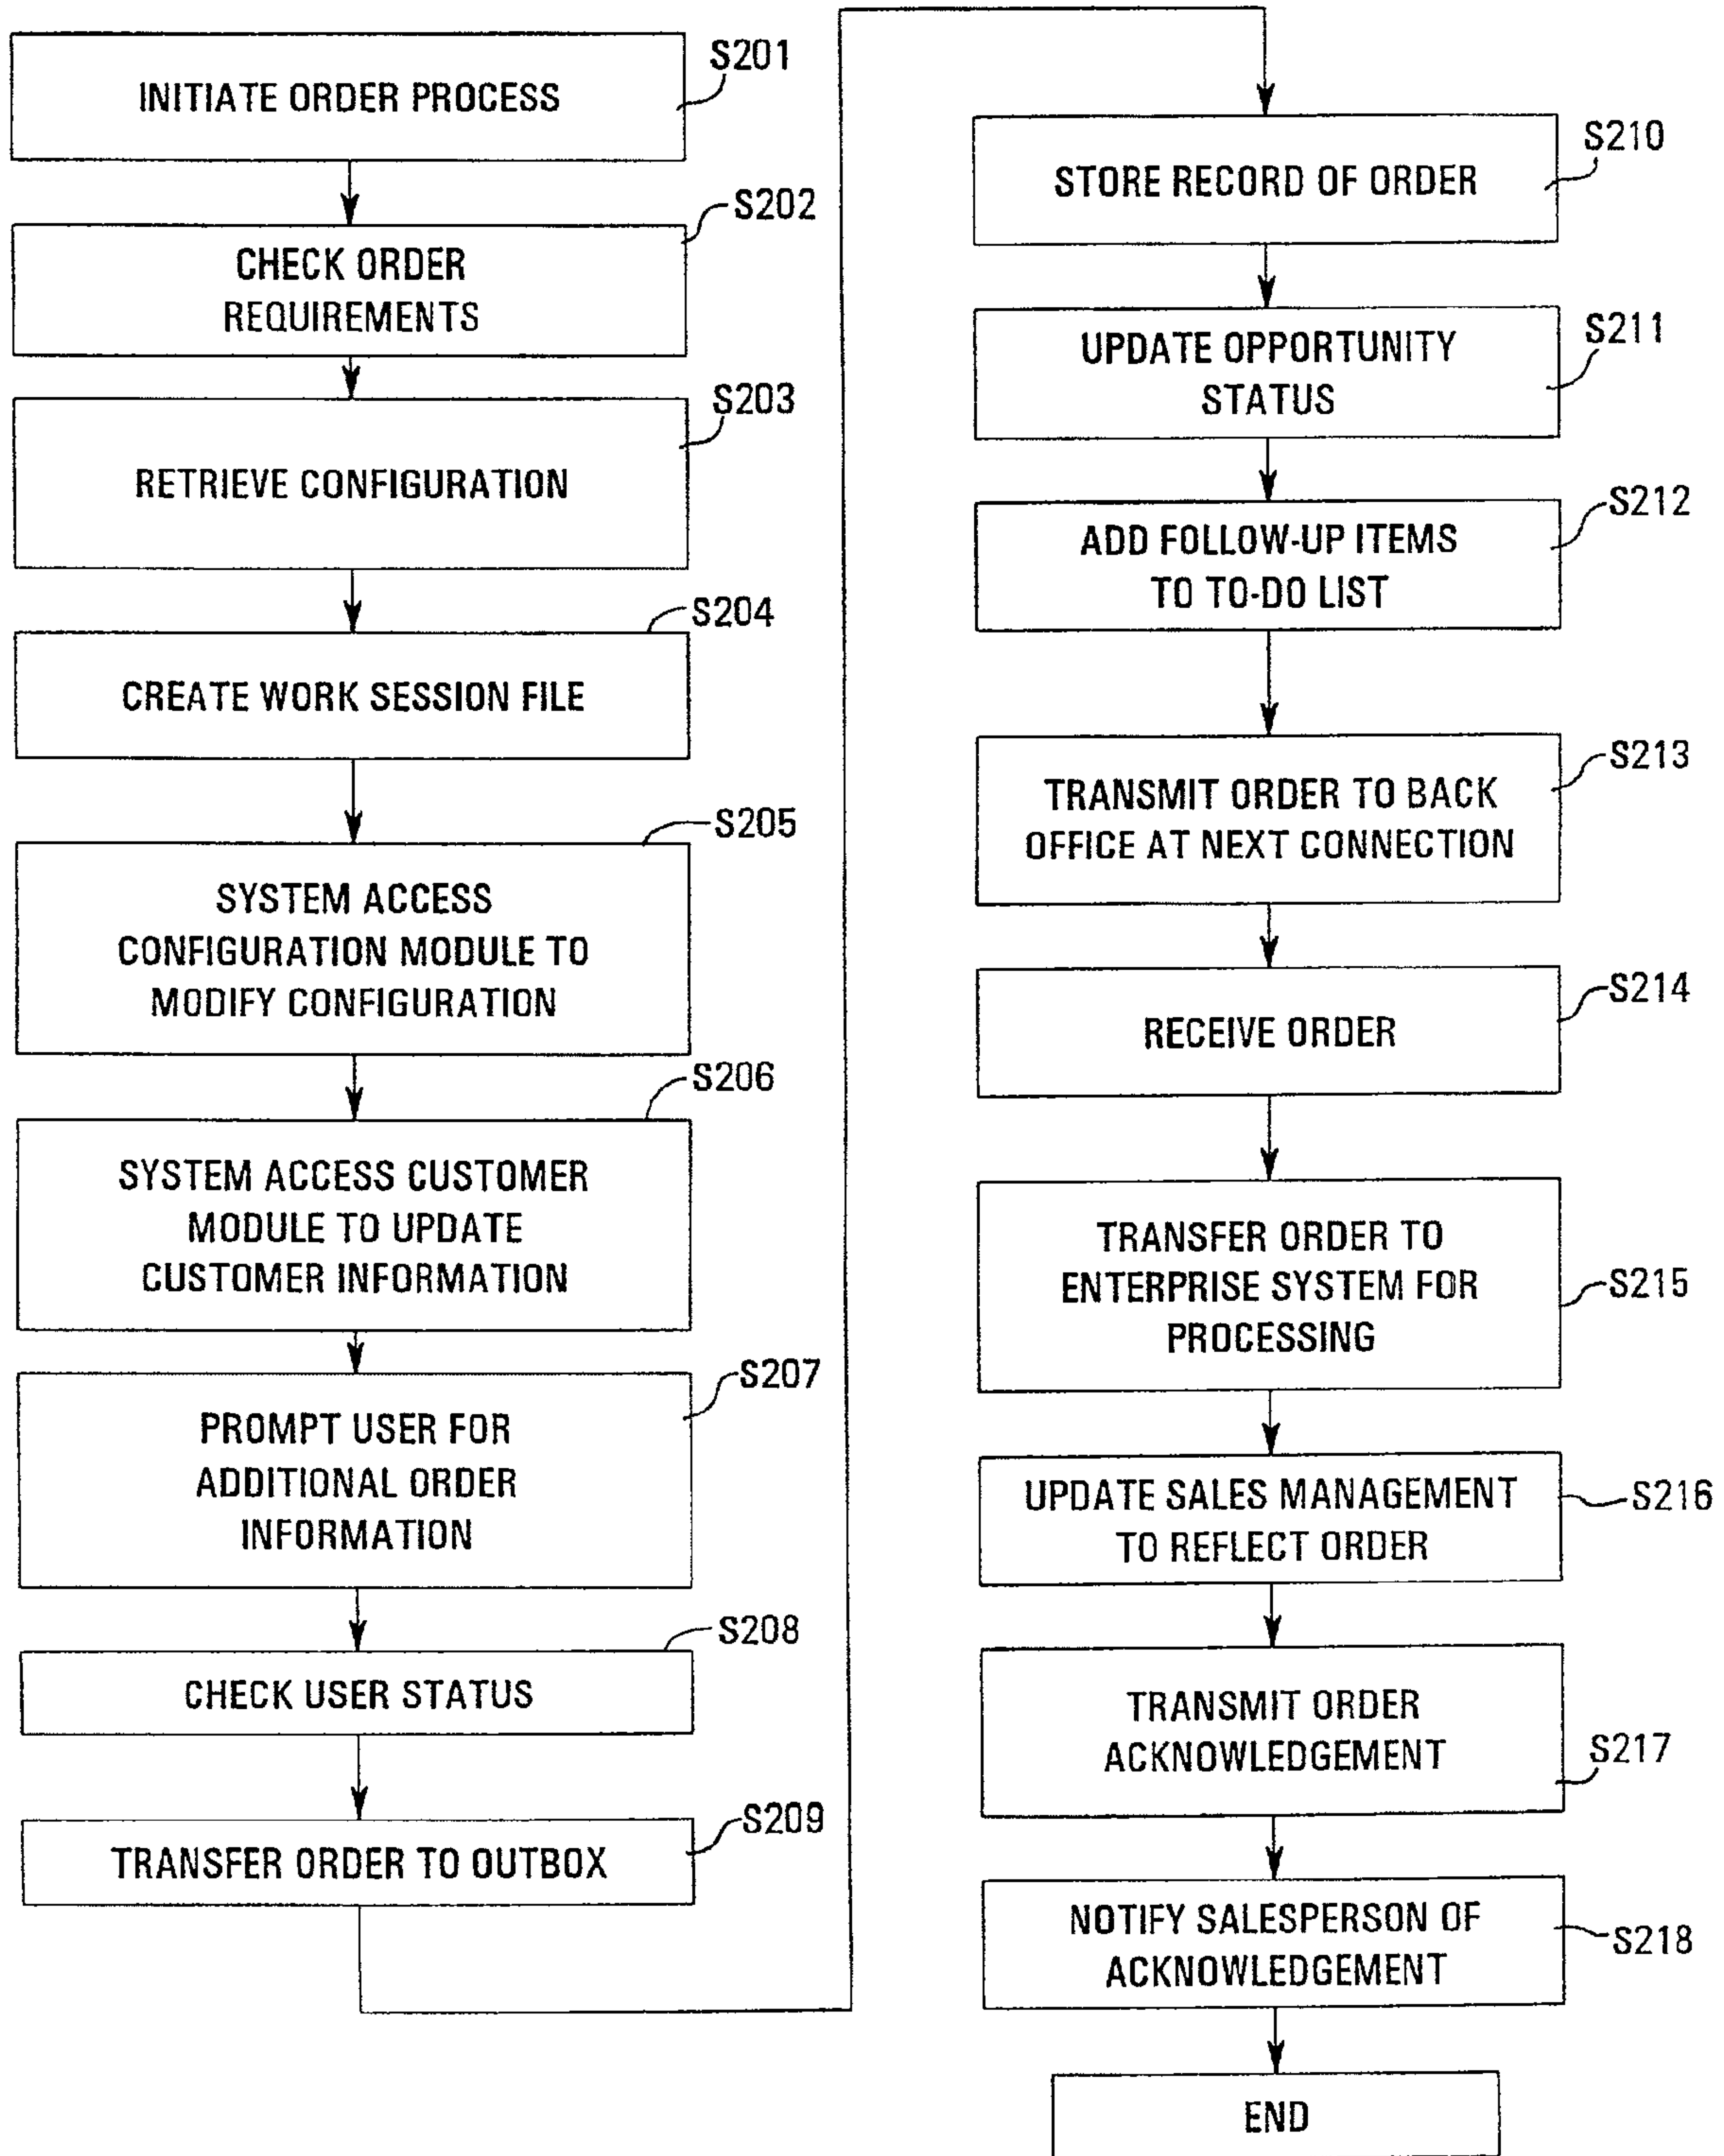 INITIATE ORDER PROCESS
S201
CHECK ORDER
REQUIREMENTS
S202
RETRIEVE CONFIGURATION
S203
CREATE WORK SESSION FILE
S204
SYSTEM ACCESS
CONFIGURATION MODULE TO
MODIFY CONFIGURATION
S205
SYSTEM ACCESS CUSTOMER
MODULE TO UPDATE
CUSTOMER INFORMATION
S206
PROMPT USER FOR
ADDITIONAL ORDER
INFORMATION
S207
CHECK USER STATUS
S208
TRANSFER ORDER TO OUTBOX
S209
STORE RECORD OF ORDER
S210
UPDATE OPPORTUNITY
STATUS
S211
ADD FOLLOW-UP ITEMS
TO TO-DO LIST
S212
TRANSMIT ORDER TO BACK
OFFICE AT NEXT CONNECTION
S213
RECEIVE ORDER
S214
TRANSFER ORDER TO
ENTERPRISE SYSTEM FOR
PROCESSING
S215
UPDATE SALES MANAGEMENT
TO REFLECT ORDER
S216
TRANSMIT ORDER
ACKNOWLEDGEMENT
S217
NOTIFY SALESPERSON OF
ACKNOWLEDGEMENT
S218
END